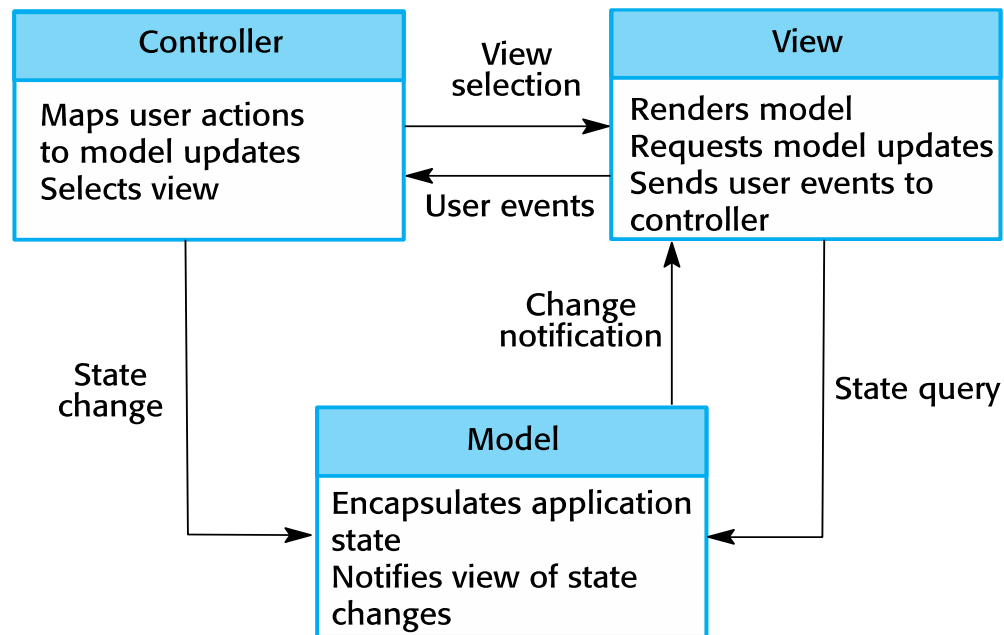 Controller
Maps user actions
to model updates
Selects view
View
selection
User events
View
Renders model
Requests model updates
Sends user events to
controller
State
change
Change
notification
State query
Model
Encapsulates application
state
Notifies view of state
changes